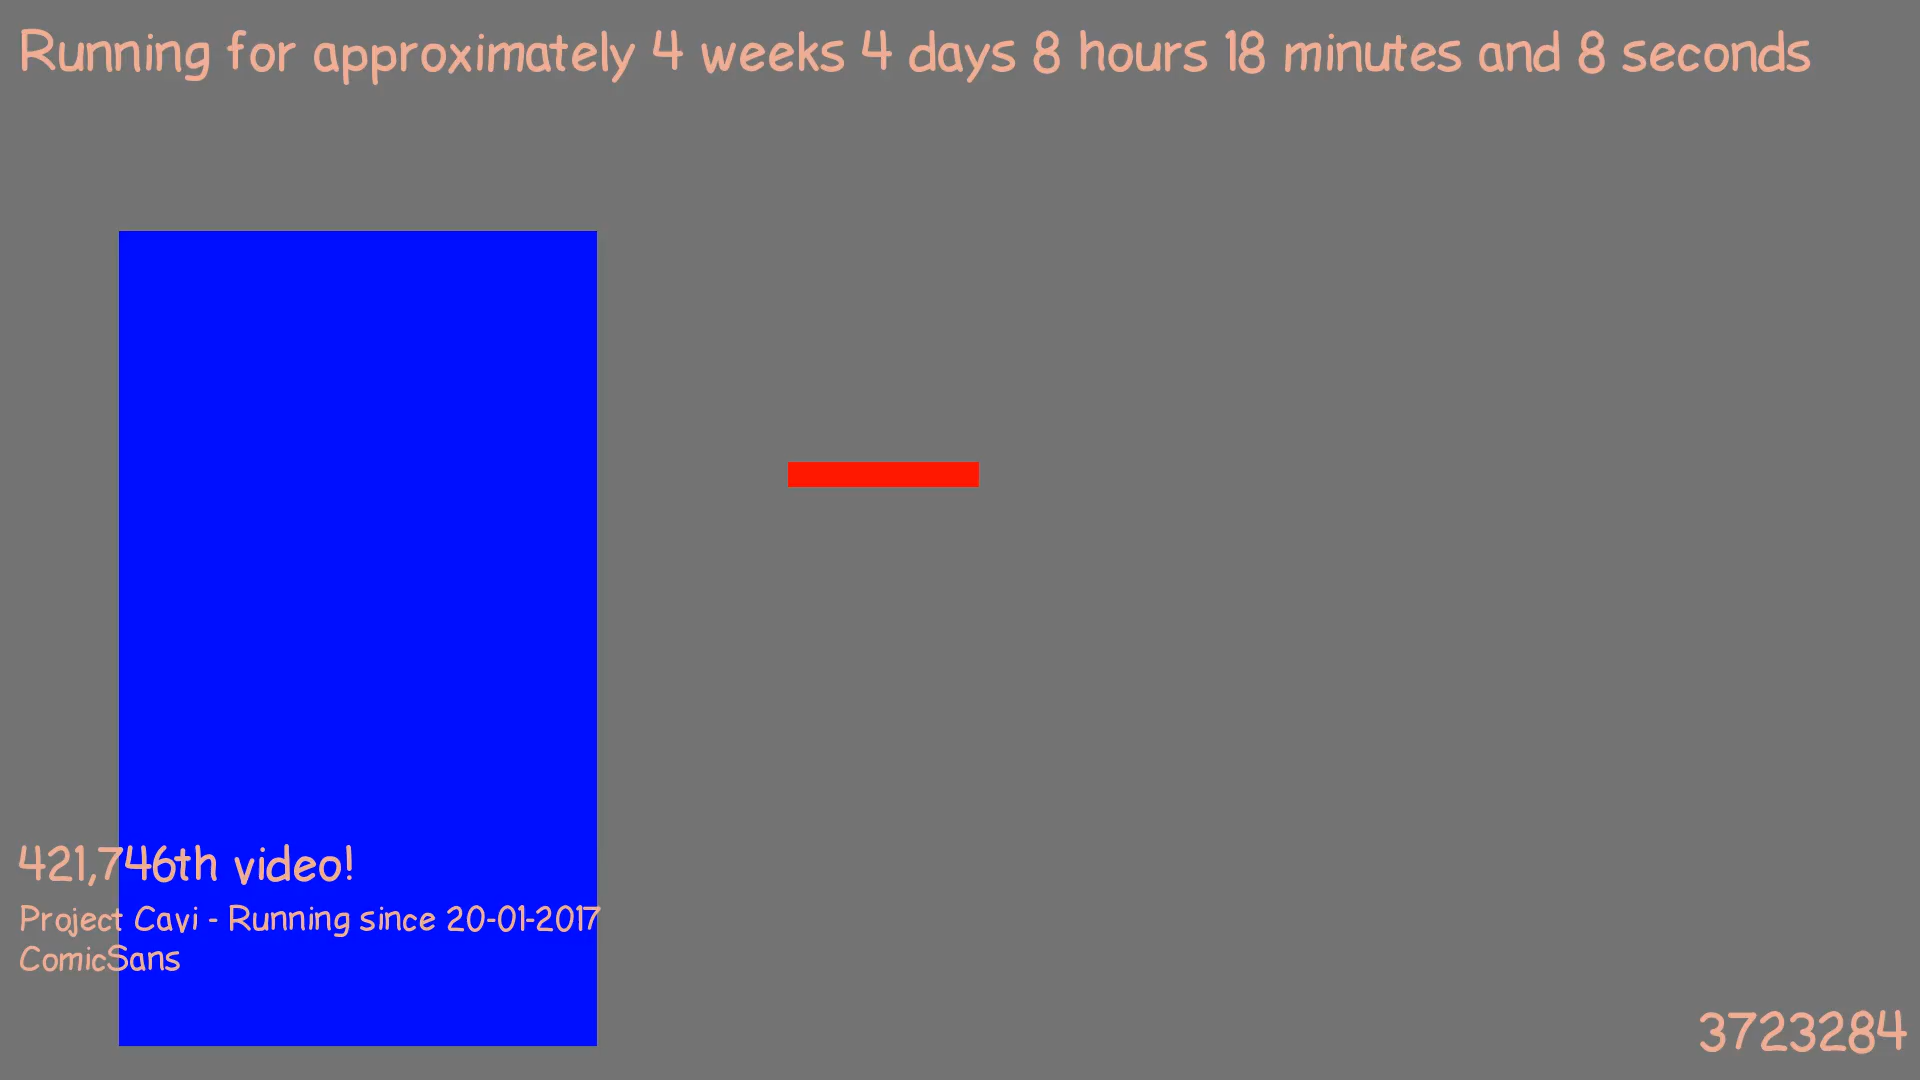 Running for approximately 4 weeks 4 days 8 hours 18 minutes and 8 seconds
421,746th video!
Project Cavi - Running since 20-01-2017
ComicSans
3723284